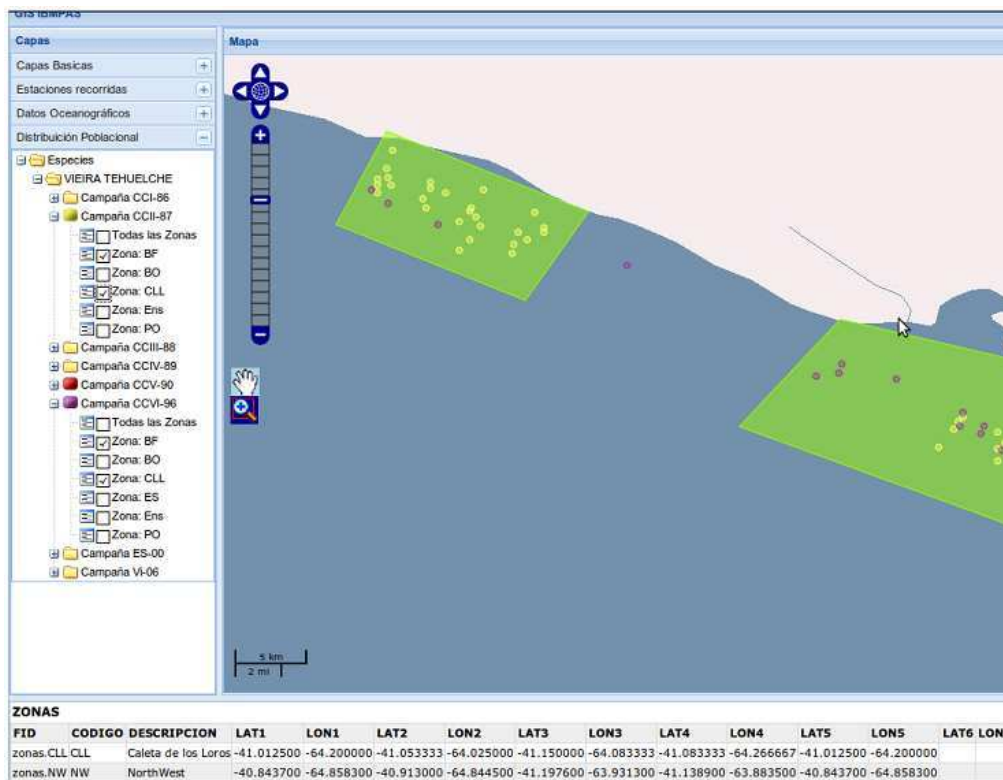 GIS IBMPAS
Capas
Mapa
Capas Basicas
Estaciones recorridas
Datos Oceanográficos
Distribuición Poblacional
Especies
VIEIRA TEHUELCHE
Campaña CCI-86
Campaña CCII-87
Todas las Zonas
Zona: BF
Zona: BO
Zona: CLL
Zona: Ens
Zona: PO
Campaña CCIII-88
Campaña CCIV-89
Campaña CCV-90
Campaña CCVI-96
Todas las Zonas
Zona: BF
Zona: BO
Zona: CLL
Zona: ES
Zona: Ens
Zona: PO
Campaña ES-00
Campaña Vi-06
5 km
2 mi
ZONAS
FID CODIGO DESCRIPCION LAT1 LON1 LAT2 LON2 LAT3 LON3 LAT4 LON4 LAT5 LON5 LAT6 LON
zonas.CLL CLL Caleta de los Loros -41.012500 -64.200000 -41.053333 -64.025000 -41.150000 -64.083333 -41.083333 -64.266667 -41.012500 -64.200000
zonas.NW NW NorthWest -40.843700 -64.858300 -40.913000 -64.844500 -41.197600 -63.931300 -41.138900 -63.883500 -40.843700 -64.858300